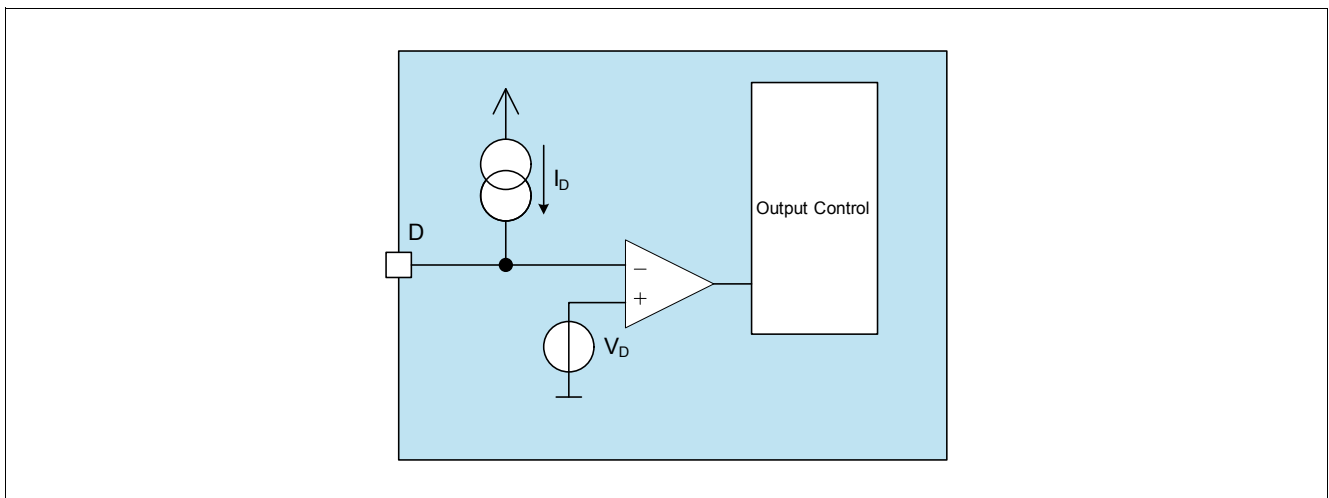 I_D
D
Output Control
−
+
V_D